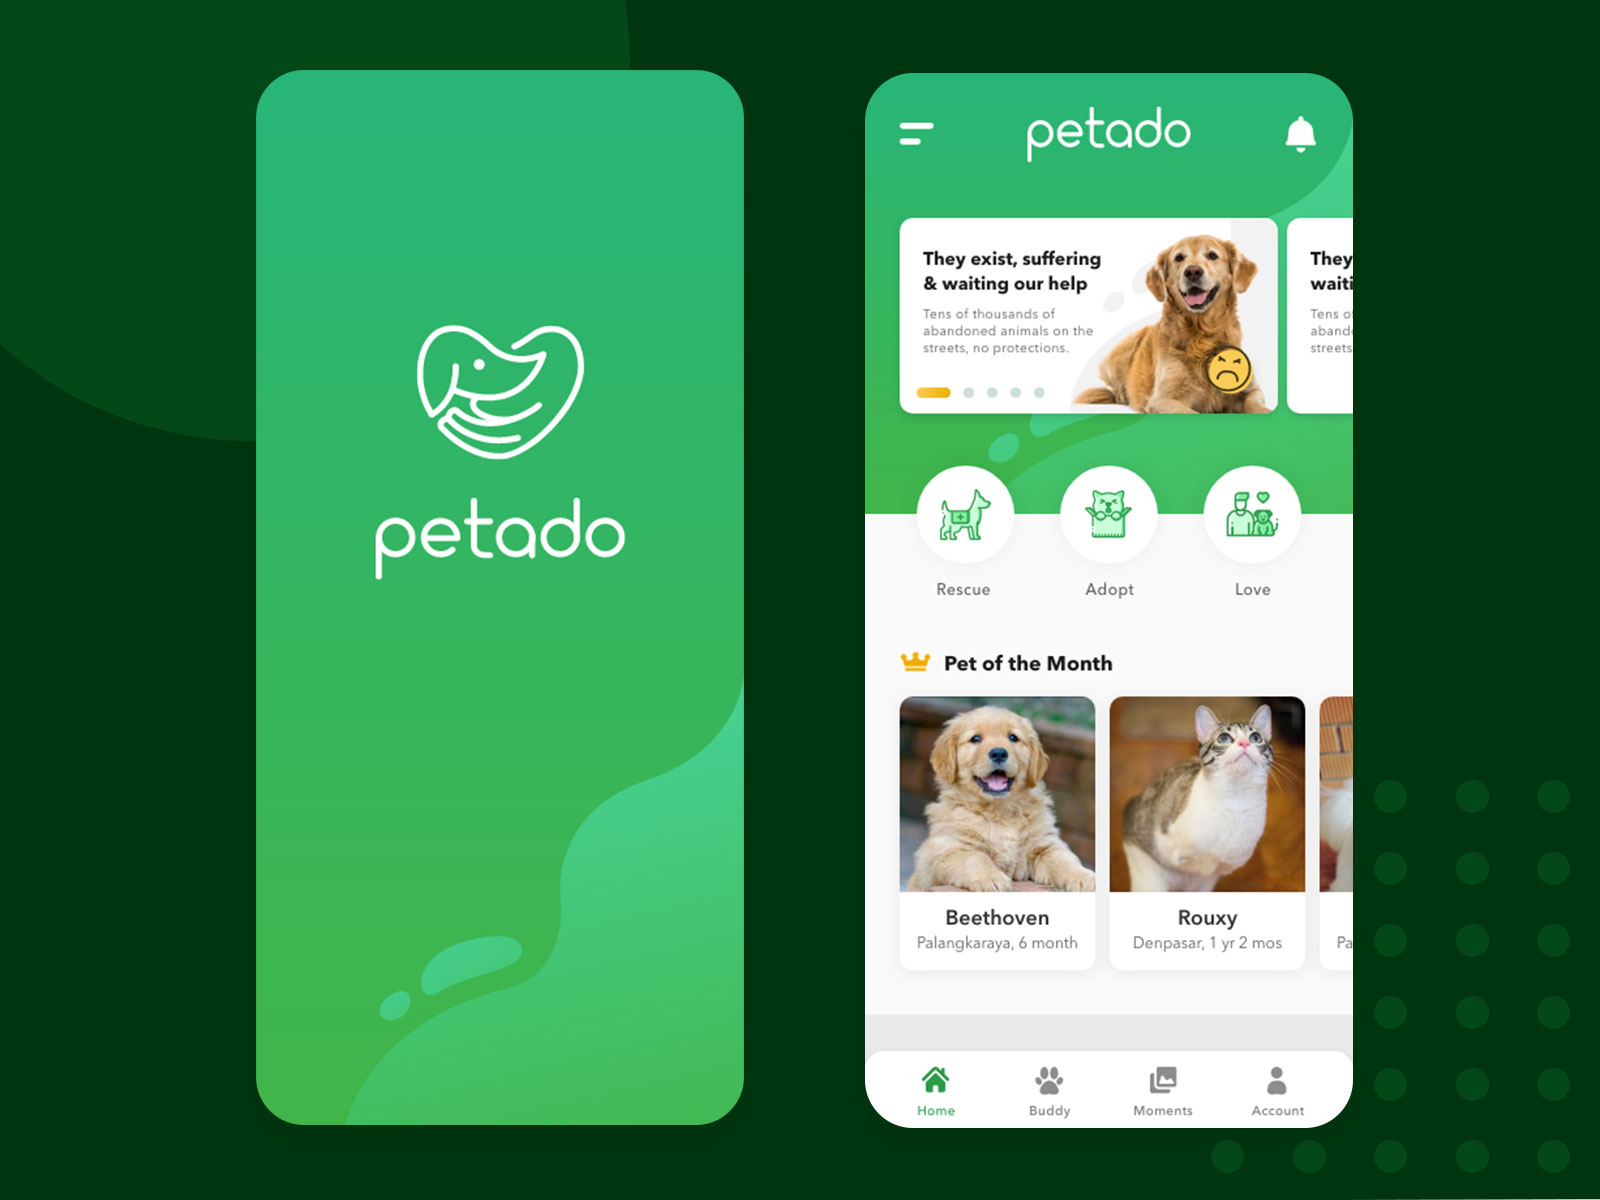 petado
petado
They exist, suffering
& waiting our help
Tens of thousands of
abandoned animals on the
streets, no protections.
They
waiti
Tens of
aband
streets
Rescue
Adopt
Love
Pet of the Month
Beethoven
Palangkaraya, 6 month
Rouxy
Denpasar, 1 yr 2 mos
Pa
Home
Buddy
Moments
Account